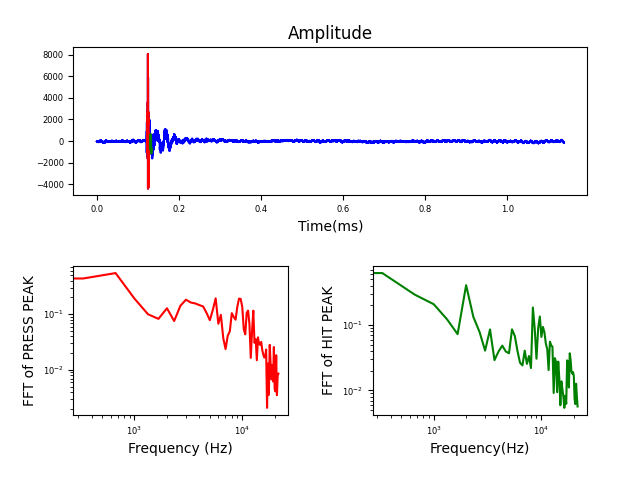 Amplitude
8000
6000
4000
2000
0
−2000
−4000
0.0 0.2 0.4 0.6 0.8 1.0
Time(ms)
FFT of PRESS PEAK
10⁻¹
10⁻²
10³ 10⁴
Frequency (Hz)
FFT of HIT PEAK
10⁻¹
10⁻²
10³ 10⁴
Frequency(Hz)